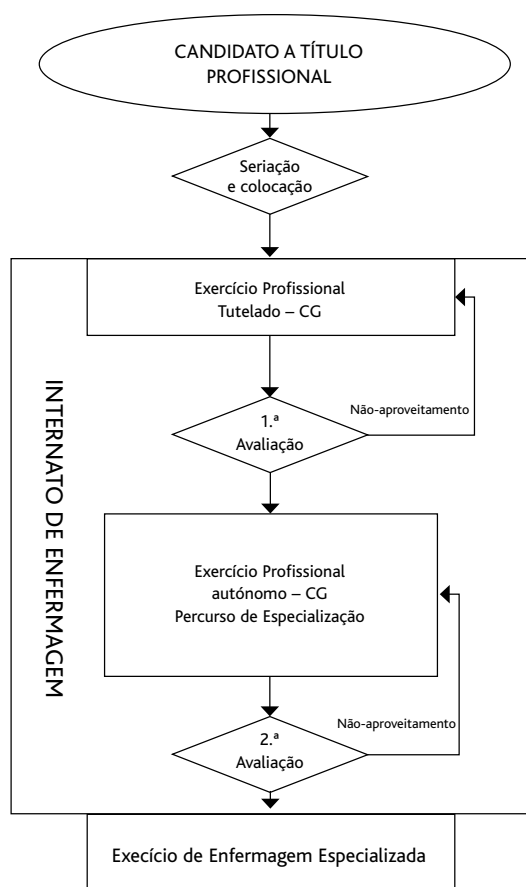 CANDIDATO A TÍTULO
PROFISSIONAL
Seriação
e colocação
Exercício Profissional
Tutelado – CG
INTERNATO DE ENFERMAGEM
Não-aproveitamento
1.ª
Avaliação
Exercício Profissional
autónomo – CG
Percurso de Especialização
Não-aproveitamento
2.ª
Avaliação
Execício de Enfermagem Especializada